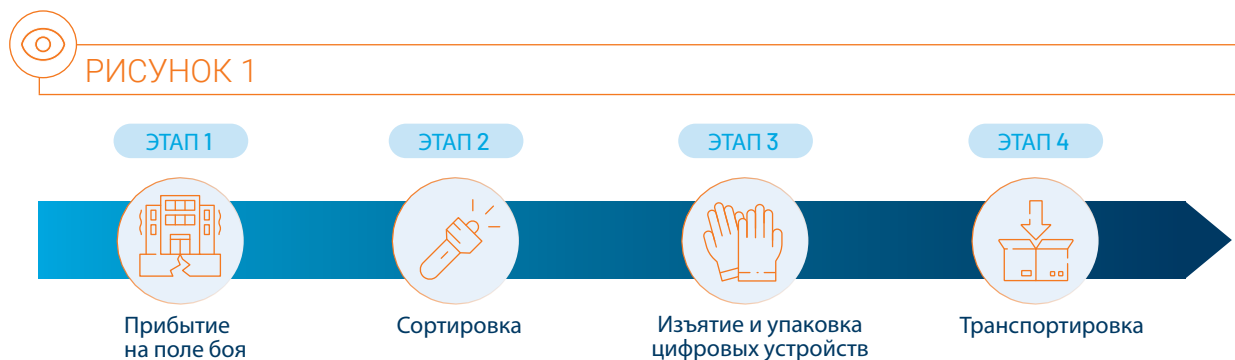 РИСУНОК 1
ЭТАП 1
ЭТАП 2
ЭТАП 3
ЭТАП 4
Прибытие
на поле боя
Сортировка
Изъятие и упаковка
цифровых устройств
Транспортировка